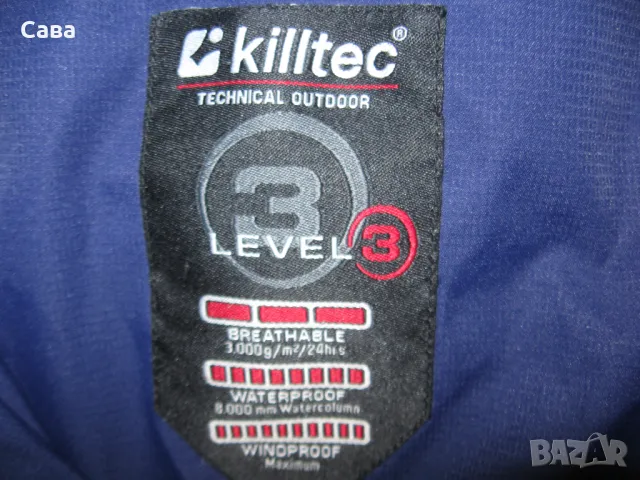 Сава
killtec®
TECHNICAL OUTDOOR
3
LEVEL 3
BREATHABLE
3.000g/m²/24hrs
WATERPROOF
8.000 mm Watercolumn
WINDPROOF
Maximum
BAZAR